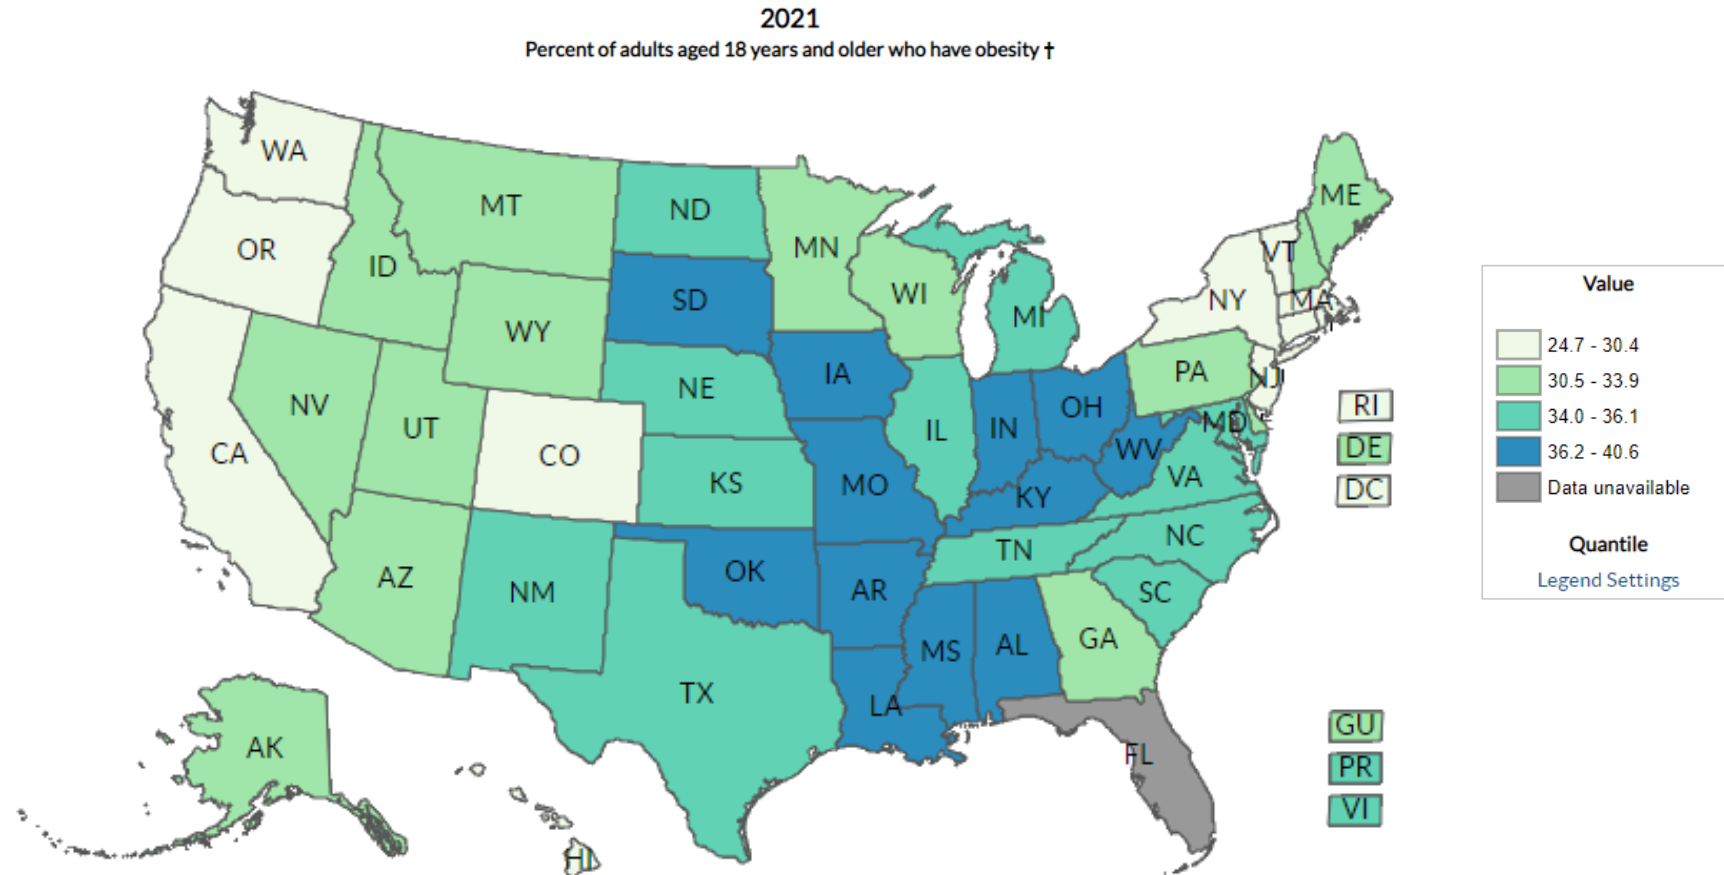 2021
Percent of adults aged 18 years and older who have obesity †
WA
MT
ND
MN
ME
OR
ID
SD
WI
MI
VT
NY
MA
WY
IA
PA
NJ
NE
NV
UT
CO
CA
KS
MO
IL
IN
OH
WV
MD
VA
KY
AZ
NM
OK
AR
TN
NC
SC
TX
LA
MS
AL
GA
FL
AK
HI
RI
DE
DC
GU
PR
VI
Value
24.7 - 30.4
30.5 - 33.9
34.0 - 36.1
36.2 - 40.6
Data unavailable
Quantile
Legend Settings